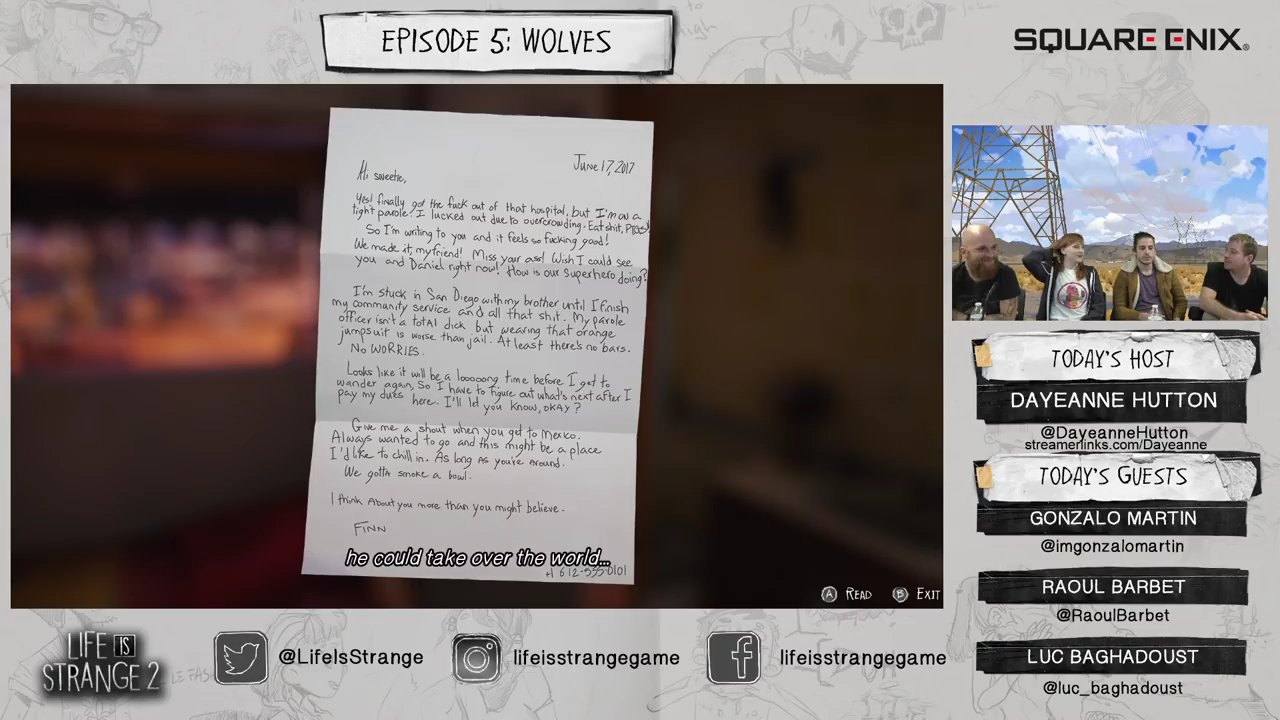 EPISODE 5: WOLVES
SQUARE ENIX®
June 17, 2017
Hi sweetie,
Yes! Finally got the fuck out of that hospital, but I'm on a
tight parole! I lucked out due to overcrowding. Eat shit, PIGS!
So I'm writing to you and it feels so fucking good!
We made it, my friend! Miss your ass! Wish I could see
you and Daniel right now! How is our Superhero doing?
I'm stuck in San Diego with my brother until I finish
my community service and all that shit. My parole
officer isn't a total dick but wearing that orange
jumpsuit is worse than jail. At least there's no bars.
NO WORRIES.
Looks like it will be a looooong time before I get to
wander again, so I have to figure out what's next after I
pay my dues here. I'll let you know, okay?
Give me a shout when you get to Mexico.
Always wanted to go and this might be a place
I'd like to chill in. As long as you're around.
We gotta smoke a bowl.
I think about you more than you might believe.
FINN
he could take over the world...
+1 612-555-0101
A READ B EXIT
TODAY'S HOST
DAYEANNE HUTTON
@DayeanneHutton
streamerlinks.com/Dayeanne
TODAY'S GUESTS
GONZALO MARTIN
@imgonzalomartin
RAOUL BARBET
@RaoulBarbet
LUC BAGHADOUST
@luc_baghadoust
LIFE IS
STRANGE 2
@LifeIsStrange
lifeisstrangegame
lifeisstrangegame